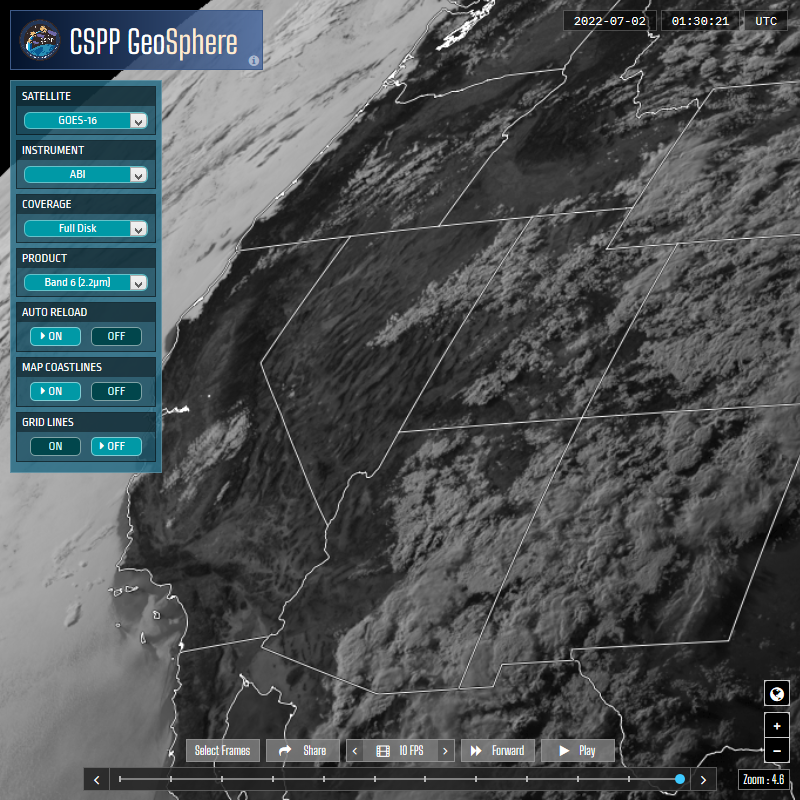 CSPP GeoSphere
2022-07-02 01:30:21 UTC
SATELLITE
GOES-16
INSTRUMENT
ABI
COVERAGE
Full Disk
PRODUCT
Band 6 (2.2µm)
AUTO RELOAD
ON OFF
MAP COASTLINES
ON OFF
GRID LINES
ON OFF
Select Frames Share 10 FPS Forward Play
+
−
Zoom : 4.6